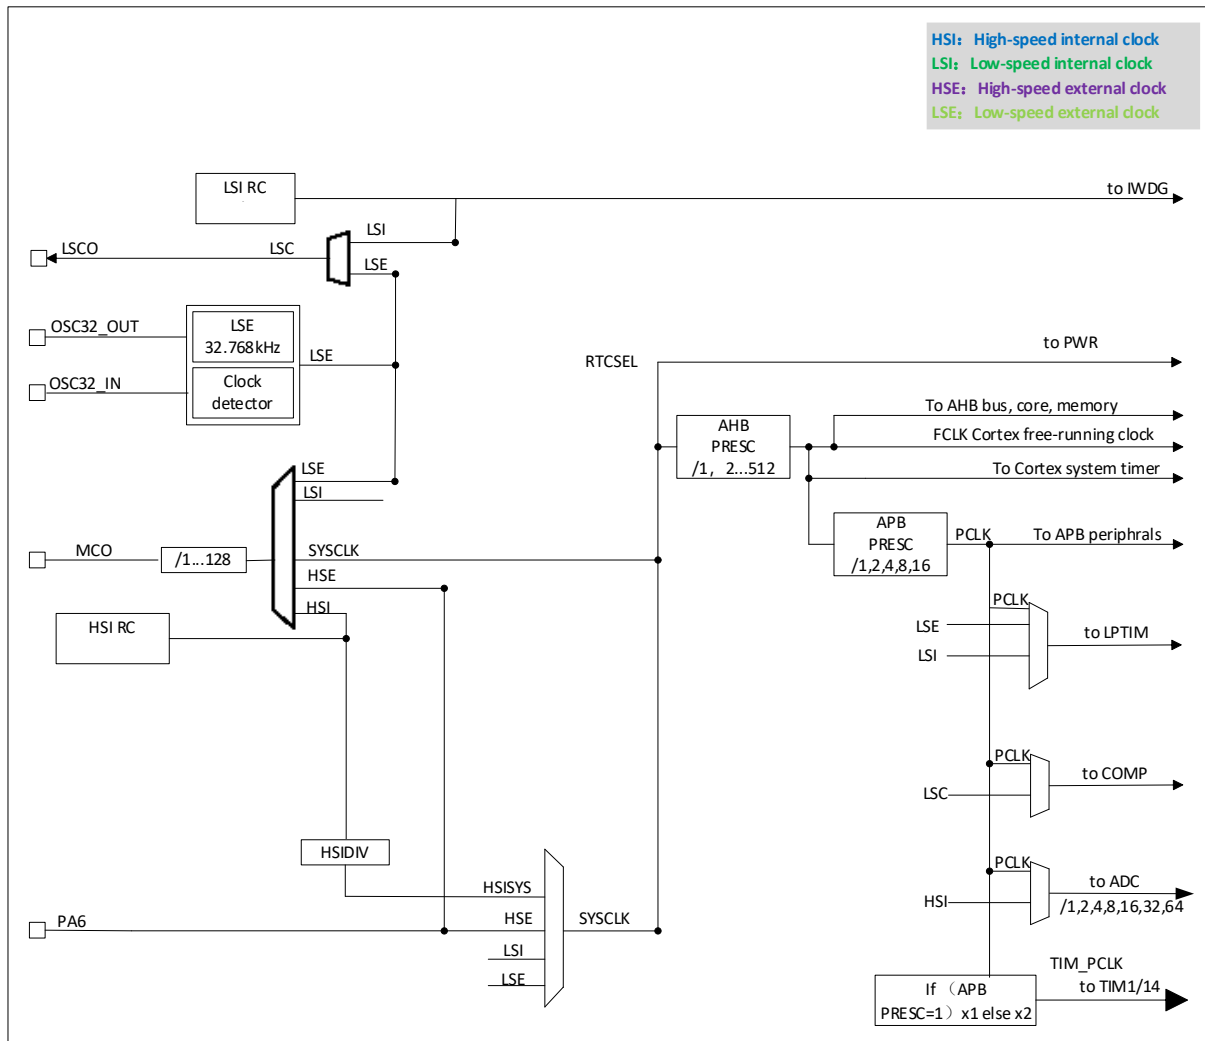 HSI：High-speed internal clock
LSI：Low-speed internal clock
HSE：High-speed external clock
LSE：Low-speed external clock
LSI RC
to IWDG
LSCO
LSC
LSI
LSE
OSC32_OUT
LSE
32.768kHz
LSE
OSC32_IN
Clock
detector
RTCSEL
to PWR
AHB
PRESC
/1， 2...512
To AHB bus, core, memory
FCLK Cortex free-running clock
To Cortex system timer
LSE
LSI
MCO
/1...128
SYSCLK
HSE
HSI
HSI RC
APB
PRESC
/1,2,4,8,16
PCLK
To APB periphrals
PCLK
LSE
LSI
to LPTIM
PCLK
LSC
to COMP
HSIDIV
PCLK
HSI
to ADC
/1,2,4,8,16,32,64
PA6
HSISYS
HSE
LSI
LSE
SYSCLK
TIM_PCLK
to TIM1/14
If （APB
PRESC=1）x1 else x2